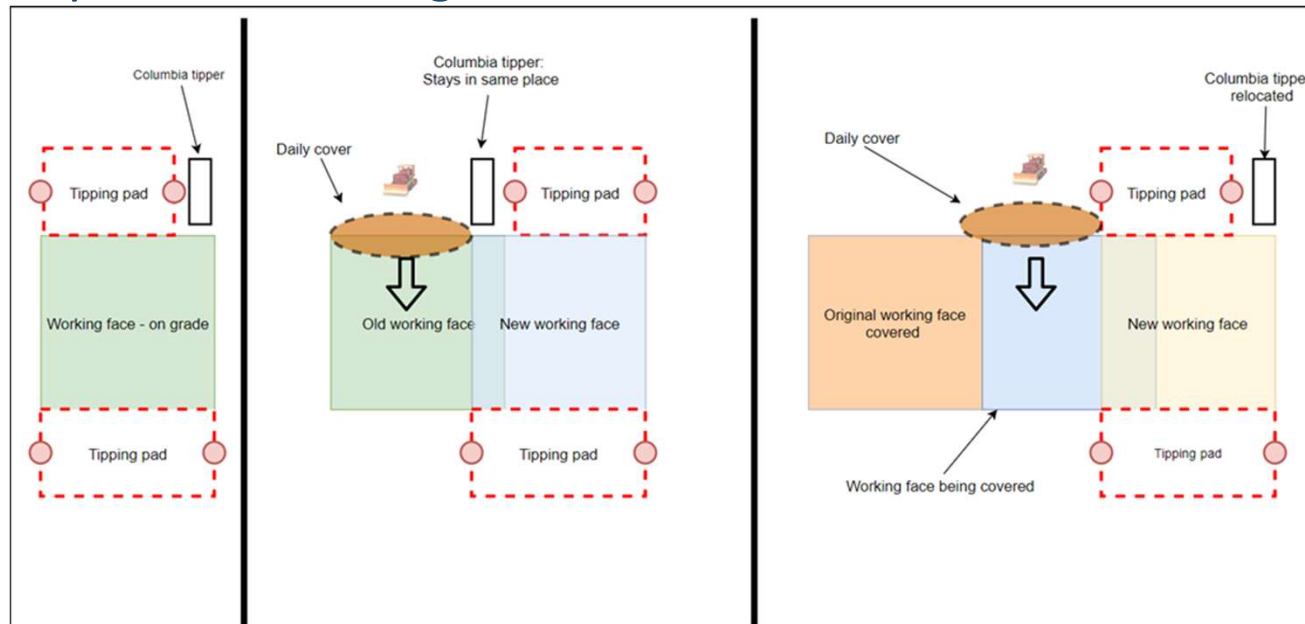 Columbia tipper
Tipping pad
Working face - on grade
Tipping pad
Columbia tipper:
Stays in same place
Daily cover
Tipping pad
Old working face
New working face
Tipping pad
Columbia tippe
relocated
Daily cover
Tipping pad
Original working face
covered
New working face
Tipping pad
Working face being covered